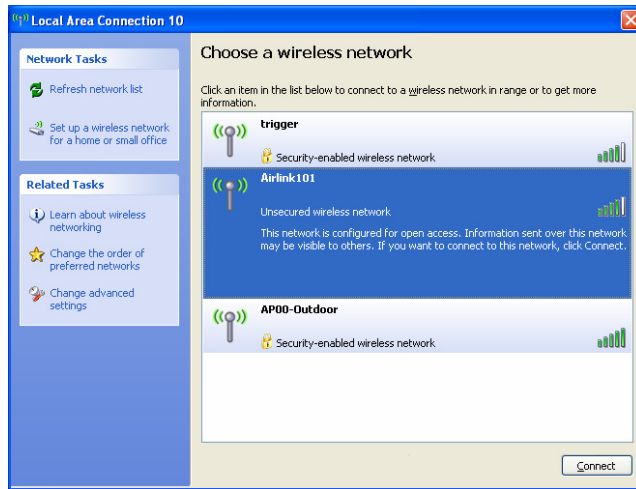 Local Area Connection 10
Network Tasks
Refresh network list
Set up a wireless network
for a home or small office
Related Tasks
Learn about wireless
networking
Change the order of
preferred networks
Change advanced
settings
Choose a wireless network
Click an item in the list below to connect to a wireless network in range or to get more
information.
trigger
Security-enabled wireless network
Airlink101
Unsecured wireless network
This network is configured for open access. Information sent over this network
may be visible to others. If you want to connect to this network, click Connect.
AP00-Outdoor
Security-enabled wireless network
Connect